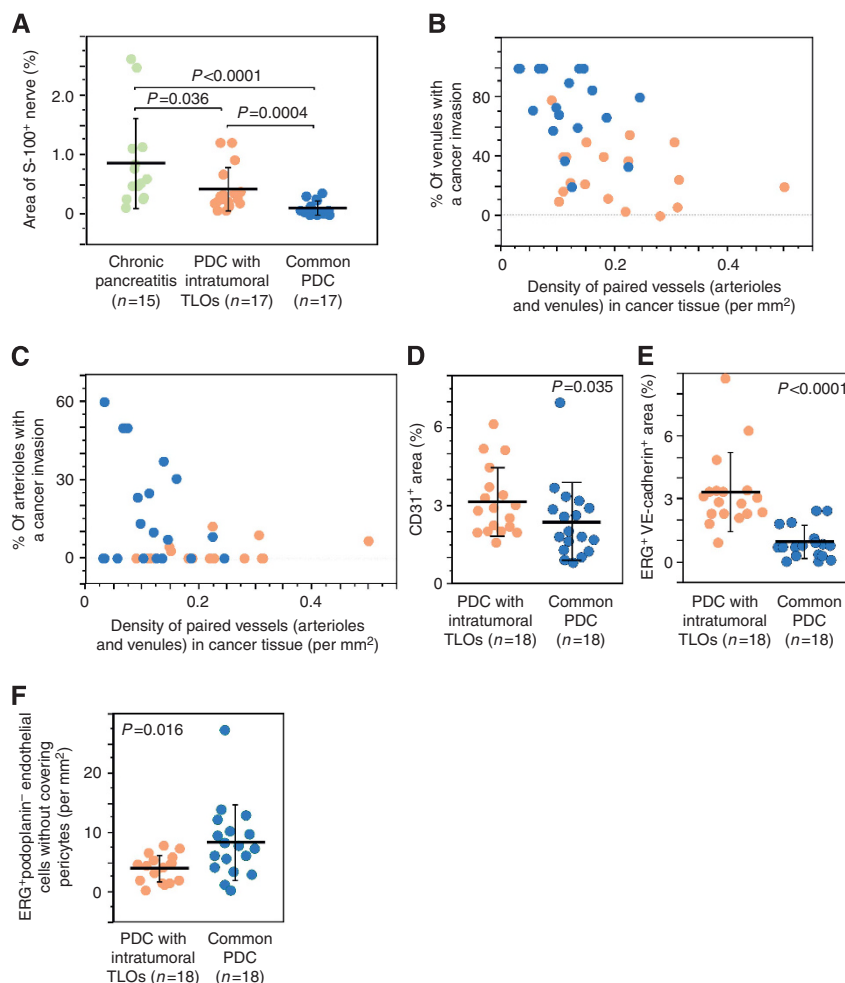 A
Area of S-100+ nerve (%)
2.0
1.0
0
P<0.0001
P=0.036
P=0.0004
Chronic
pancreatitis
(n=15)
PDC with
intratumoral
TLOs (n=17)
Common
PDC
(n=17)
B
% Of venules with
a cancer invasion
80
40
0
0
0.2
0.4
Density of paired vessels (arterioles
and venules) in cancer tissue (per mm2)
C
% Of arterioles with
a cancer invasion
60
30
0
0
0.2
0.4
Density of paired vessels (arterioles
and venules) in cancer tissue (per mm2)
D
CD31+ area (%)
6
3
0
P=0.035
PDC with
intratumoral
TLOs (n=18)
Common
PDC
(n=18)
E
ERG+ VE-cadherin+ area (%)
6
3
0
P<0.0001
PDC with
intratumoral
TLOs (n=18)
Common
PDC
(n=18)
F
ERG+podoplanin− endothelial
cells without covering
pericytes (per mm2)
20
10
0
P=0.016
PDC with
intratumoral
TLOs (n=18)
Common
PDC
(n=18)